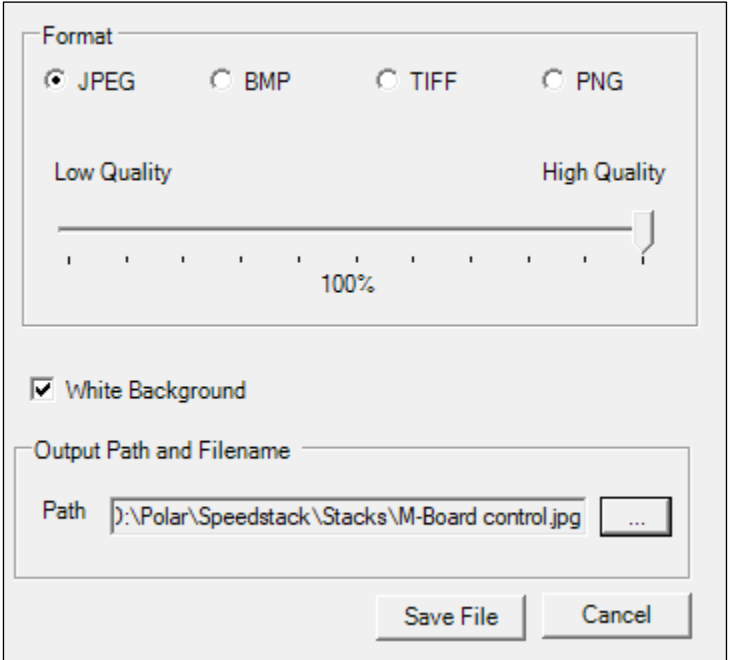 Format
JPEG BMP TIFF PNG
Low Quality High Quality
100%
White Background
Output Path and Filename
Path ):\Polar\Speedstack\Stacks\M-Board control.jpg ...
Save File Cancel